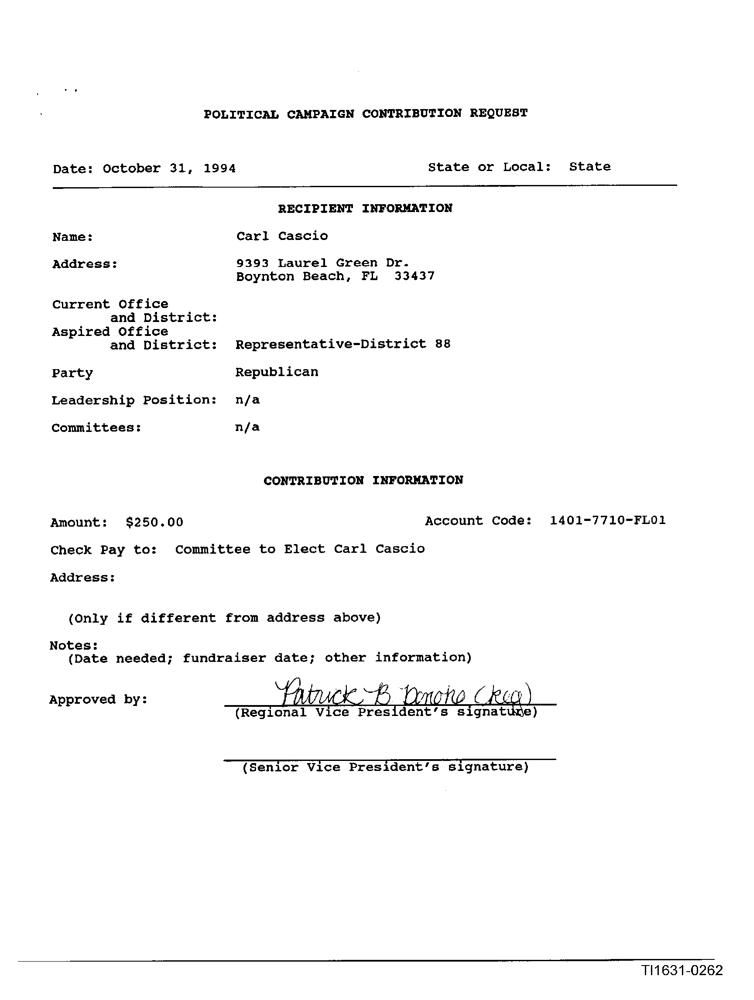 POLITICAL CAMPAIGN CONTRIBUTION REQUEST
Date: October 31, 1994 State or Local: State
RECIPIENT INFORMATION
Name: Carl Cascio
Address: 9393 Laurel Green Dr.
Boynton Beach, FL 33437
Current Office
and District:
Aspired Office
and District: Representative-District 88
Party Republican
Leadership Position: n/a
Committees: n/a
CONTRIBUTION INFORMATION
Amount: $250.00 Account Code: 1401-7710-FL01
Check Pay to: Committee to Elect Carl Cascio
Address:
(Only if different from address above)
Notes:
(Date needed; fundraiser date; other information)
Approved by: Patrick B Donoho
(Regional Vice President's signature)
(Senior Vice President's signature)
TI1631-0262